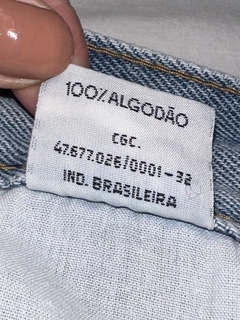 100% ALGODÃO
CGC.
47.677.026/0001-32
IND. BRASILEIRA